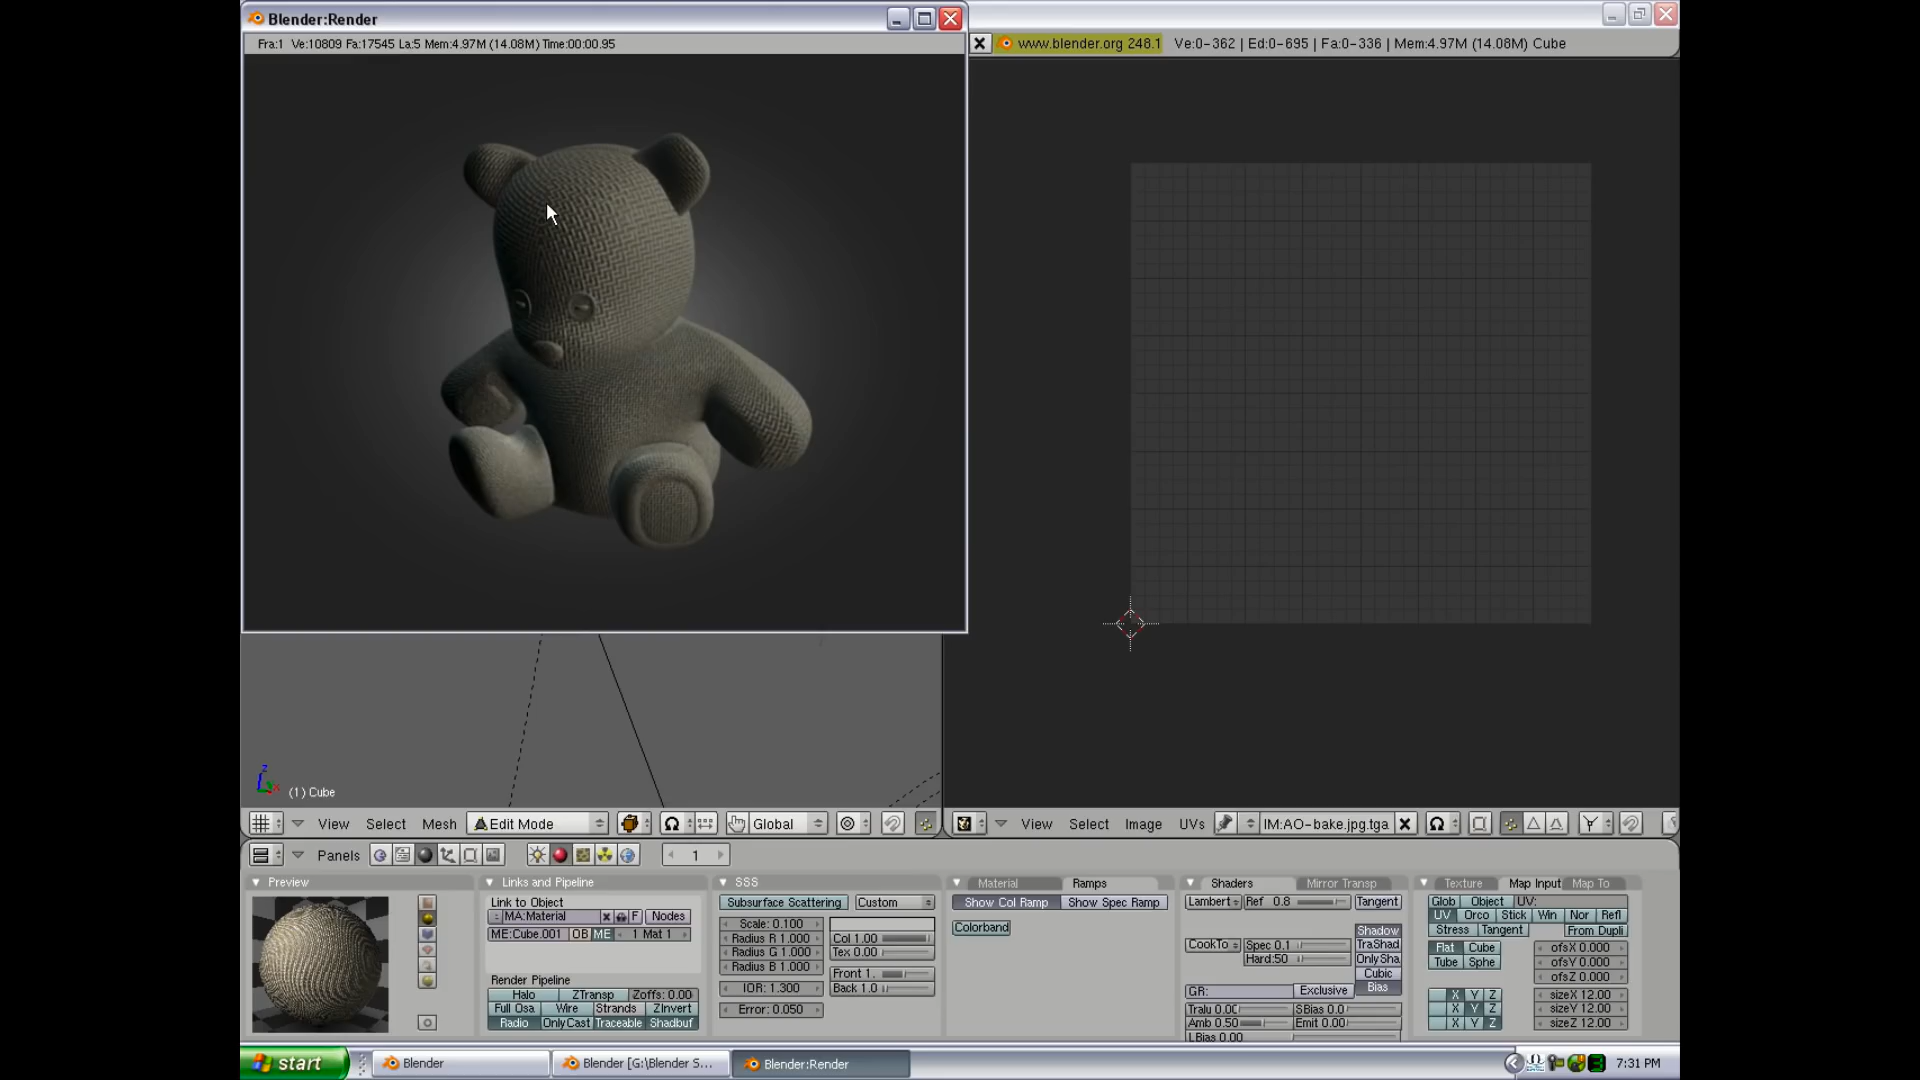 Blender:Render
Fra:1 Ve:10809 Fa:17545 La:5 Mem:4.97M (14.08M) Time:00:00.95
www.blender.org 248.1 Ve:0-362 | Ed:0-695 | Fa:0-336 | Mem:4.97M (14.08M) Cube
z
(1) Cube
View Select Mesh Edit Mode Global
View Select Image UVs IM:AO-bake.jpg.tga
Panels 1
Preview
Links and Pipeline
Link to Object
MA:Material F Nodes
ME:Cube.001 OB ME 1 Mat 1
Render Pipeline
Halo ZTransp Zoffs: 0.00
Full Osa Wire Strands ZInvert
Radio OnlyCast Traceable Shadbuf
SSS
Subsurface Scattering Custom
Scale: 0.100
Radius R 1.000 Col 1.00
Radius G 1.000 Tex 0.00
Radius B 1.000
Front 1.
IOR: 1.300 Back 1.0
Error: 0.050
Material Ramps
Show Col Ramp Show Spec Ramp
Colorband
Shaders Mirror Transp
Lambert Ref 0.8 Tangent
Shadow
CookTo Spec 0.1 TraShad
Hard:50 OnlySha
Cubic
GR: Exclusive Bias
Tralu 0.0 SBias 0.0
Amb 0.50 Emit 0.00
LBias 0.00
Texture Map Input Map To
Glob Object UV:
UV Orco Stick Win Nor Refl
Stress Tangent From Dupli
Flat Cube ofsX 0.000
Tube Sphe ofsY 0.000
ofsZ 0.000
X Y Z sizeX 12.00
X Y Z sizeY 12.00
X Y Z sizeZ 12.00
start Blender Blender [G:\Blender S... Blender:Render 7:31 PM